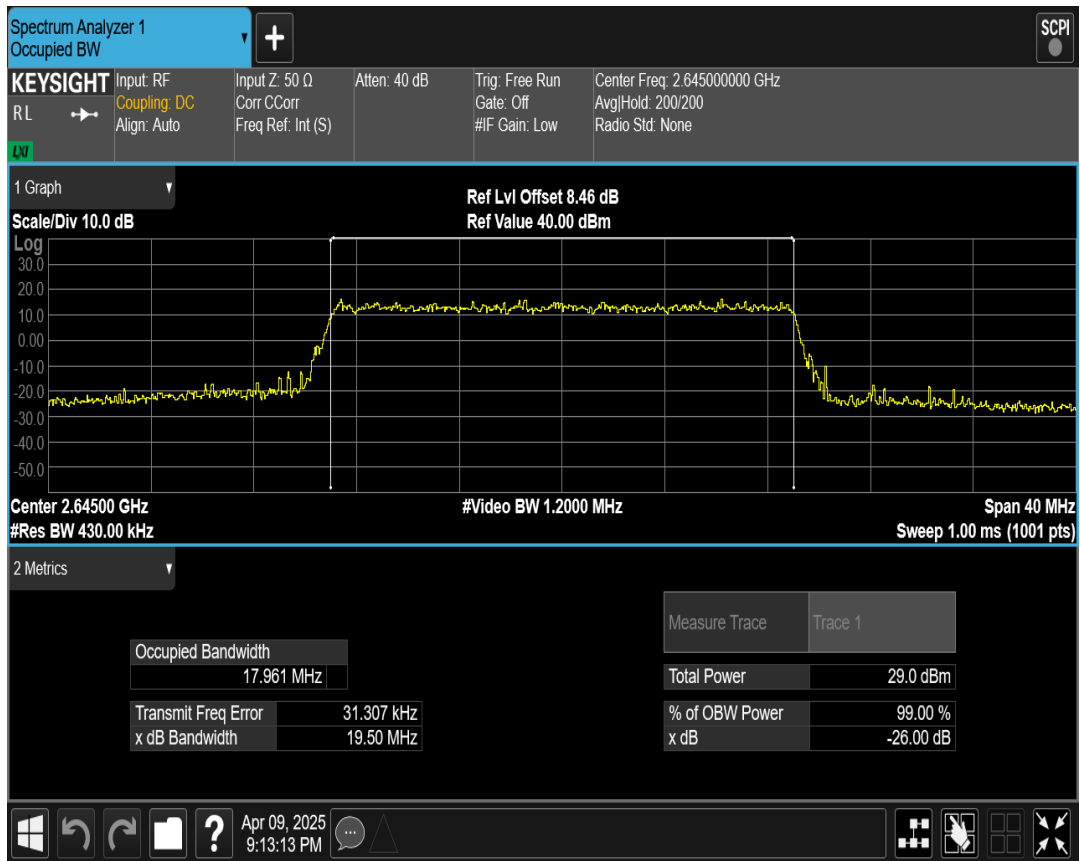 Spectrum Analyzer 1
Occupied BW
+
SCPI
KEYSIGHT
RL
LXI
Input: RF
Coupling: DC
Align: Auto
Input Z: 50 Ω
Corr CCorr
Freq Ref: Int (S)
Atten: 40 dB
Trig: Free Run
Gate: Off
#IF Gain: Low
Center Freq: 2.645000000 GHz
Avg|Hold: 200/200
Radio Std: None
1 Graph
Scale/Div 10.0 dB
Ref Lvl Offset 8.46 dB
Ref Value 40.00 dBm
Log
30.0
20.0
10.0
0.00
-10.0
-20.0
-30.0
-40.0
-50.0
Center 2.64500 GHz
#Res BW 430.00 kHz
#Video BW 1.2000 MHz
Span 40 MHz
Sweep 1.00 ms (1001 pts)
2 Metrics
Measure Trace Trace 1
Occupied Bandwidth
17.961 MHz
Total Power 29.0 dBm
Transmit Freq Error 31.307 kHz
% of OBW Power 99.00 %
x dB Bandwidth 19.50 MHz
x dB -26.00 dB
?
Apr 09, 2025
9:13:13 PM